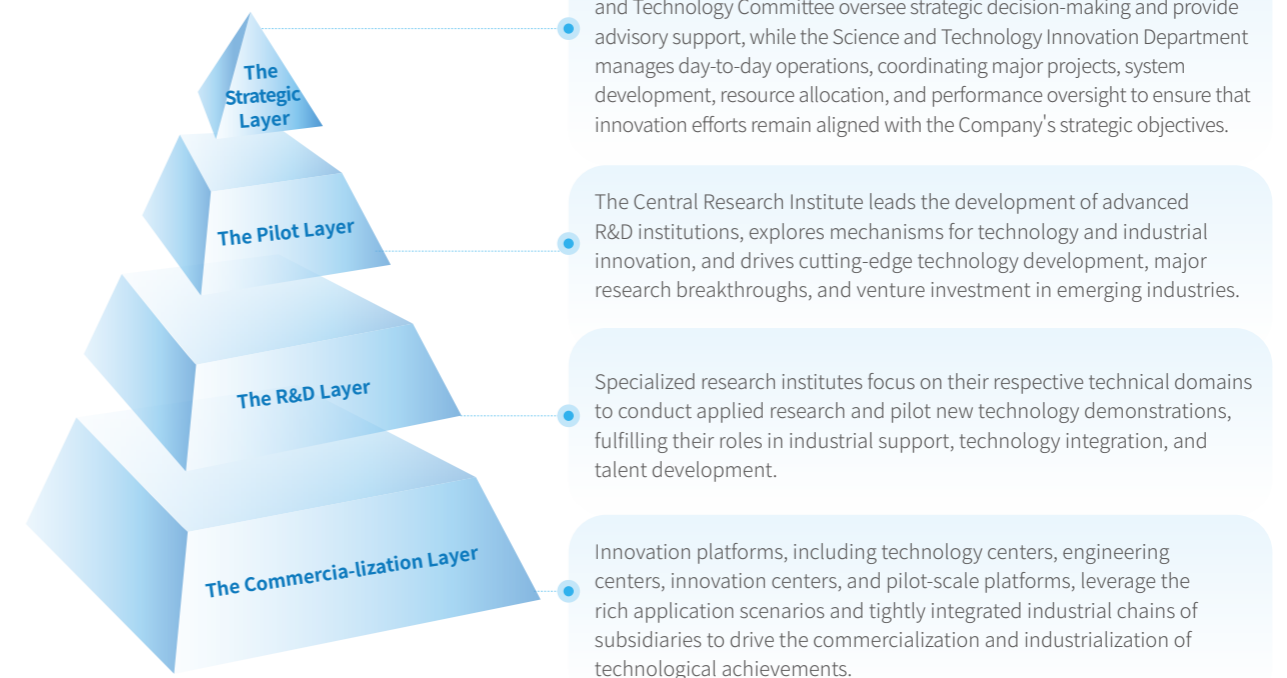 The
Strategic
Layer
and Technology Committee oversee strategic decision-making and provide
advisory support, while the Science and Technology Innovation Department
manages day-to-day operations, coordinating major projects, system
development, resource allocation, and performance oversight to ensure that
innovation efforts remain aligned with the Company's strategic objectives.
The Pilot Layer
The Central Research Institute leads the development of advanced
R&D institutions, explores mechanisms for technology and industrial
innovation, and drives cutting-edge technology development, major
research breakthroughs, and venture investment in emerging industries.
The R&D Layer
Specialized research institutes focus on their respective technical domains
to conduct applied research and pilot new technology demonstrations,
fulfilling their roles in industrial support, technology integration, and
talent development.
The Commercia-lization Layer
Innovation platforms, including technology centers, engineering
centers, innovation centers, and pilot-scale platforms, leverage the
rich application scenarios and tightly integrated industrial chains of
subsidiaries to drive the commercialization and industrialization of
technological achievements.